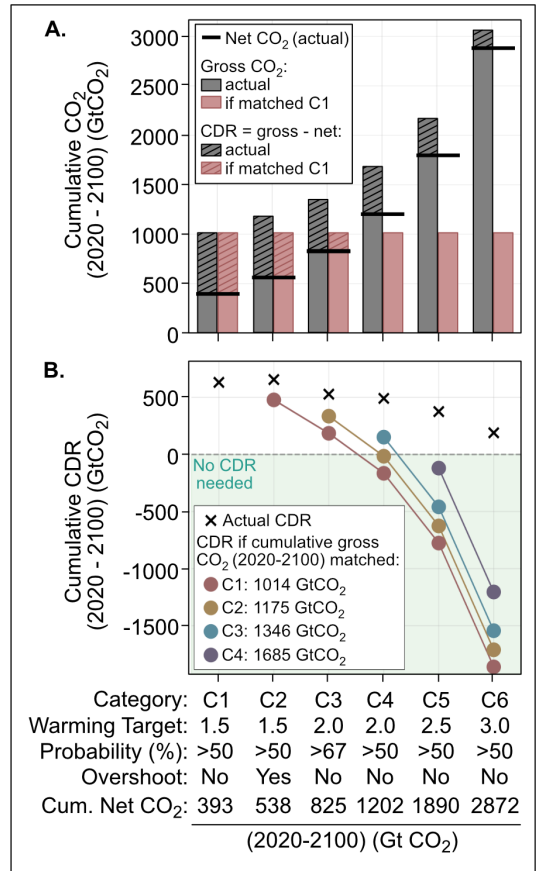 A.
Cumulative CO2
(2020 - 2100) (GtCO2)
3000
2500
2000
1500
1000
500
0
Net CO2 (actual)
Gross CO2:
actual
if matched C1
CDR = gross - net:
actual
if matched C1
B.
Cumulative CDR
(2020 - 2100) (GtCO2)
500
0
-500
-1000
-1500
No CDR
needed
Actual CDR
CDR if cumulative gross
CO2 (2020-2100) matched:
C1: 1014 GtCO2
C2: 1175 GtCO2
C3: 1346 GtCO2
C4: 1685 GtCO2
Category: C1 C2 C3 C4 C5 C6
Warming Target: 1.5 1.5 2.0 2.0 2.5 3.0
Probability (%): >50 >50 >67 >50 >50 >50
Overshoot: No Yes No No No No
Cum. Net CO2: 393 538 825 1202 1890 2872
(2020-2100) (Gt CO2)